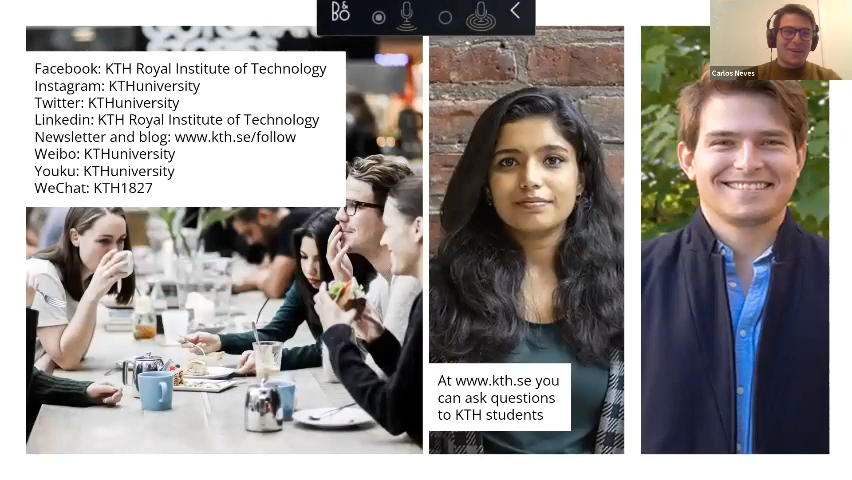 B&O
Carlos Neves
Facebook: KTH Royal Institute of Technology
Instagram: KTHuniversity
Twitter: KTHuniversity
Linkedin: KTH Royal Institute of Technology
Newsletter and blog: www.kth.se/follow
Weibo: KTHuniversity
Youku: KTHuniversity
WeChat: KTH1827
At www.kth.se you
can ask questions
to KTH students